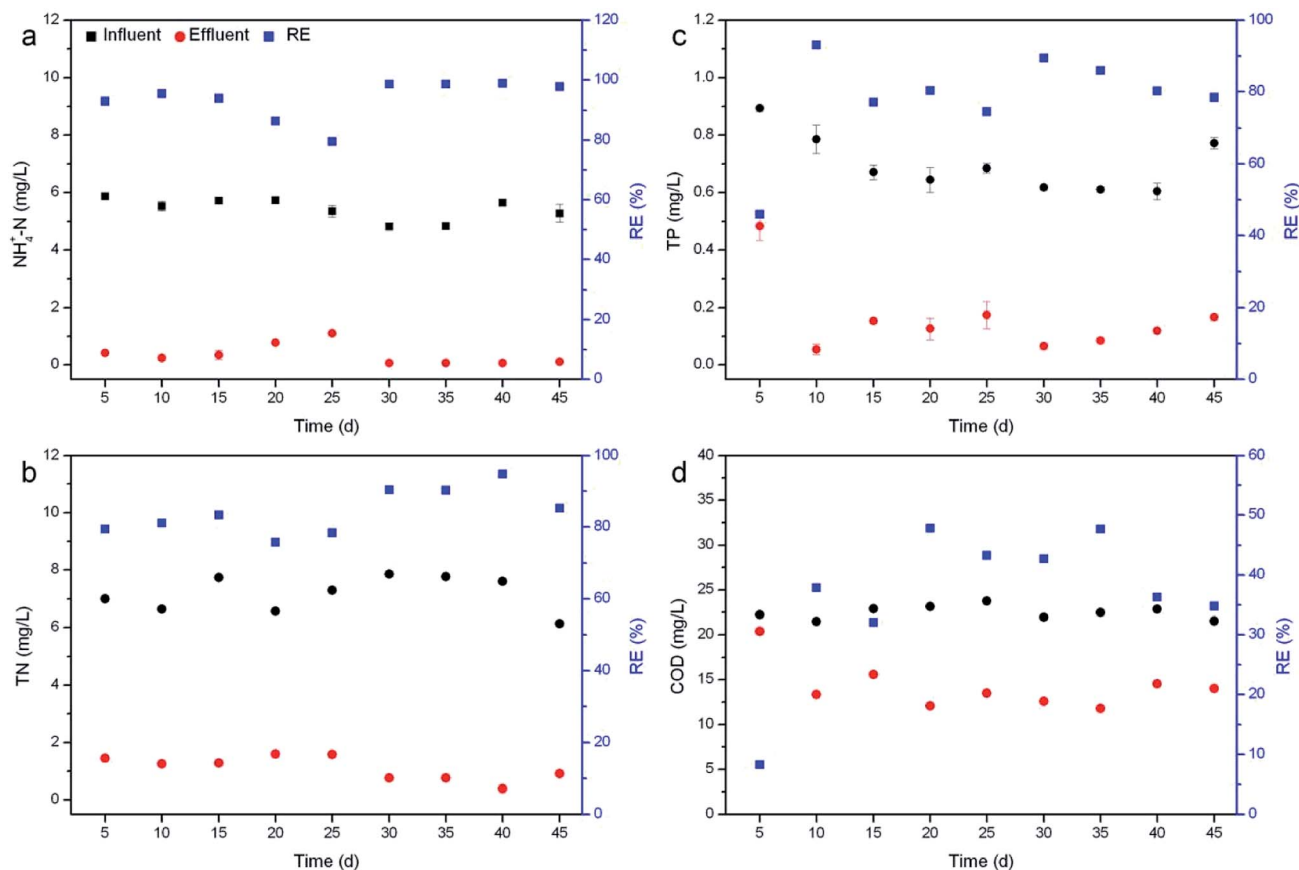 a
Influent Effluent RE
12
10
8
6
4
2
0
NH₄⁺-N (mg/L)
120
100
80
60
40
20
0
RE (%)
5 10 15 20 25 30 35 40 45
Time (d)
c
1.2
1.0
0.8
0.6
0.4
0.2
0.0
TP (mg/L)
100
80
60
40
20
0
RE (%)
5 10 15 20 25 30 35 40 45
Time (d)
b
12
10
8
6
4
2
0
TN (mg/L)
100
80
60
40
20
0
RE (%)
5 10 15 20 25 30 35 40 45
Time (d)
d
40
35
30
25
20
15
10
5
0
COD (mg/L)
60
50
40
30
20
10
0
RE (%)
5 10 15 20 25 30 35 40 45
Time (d)